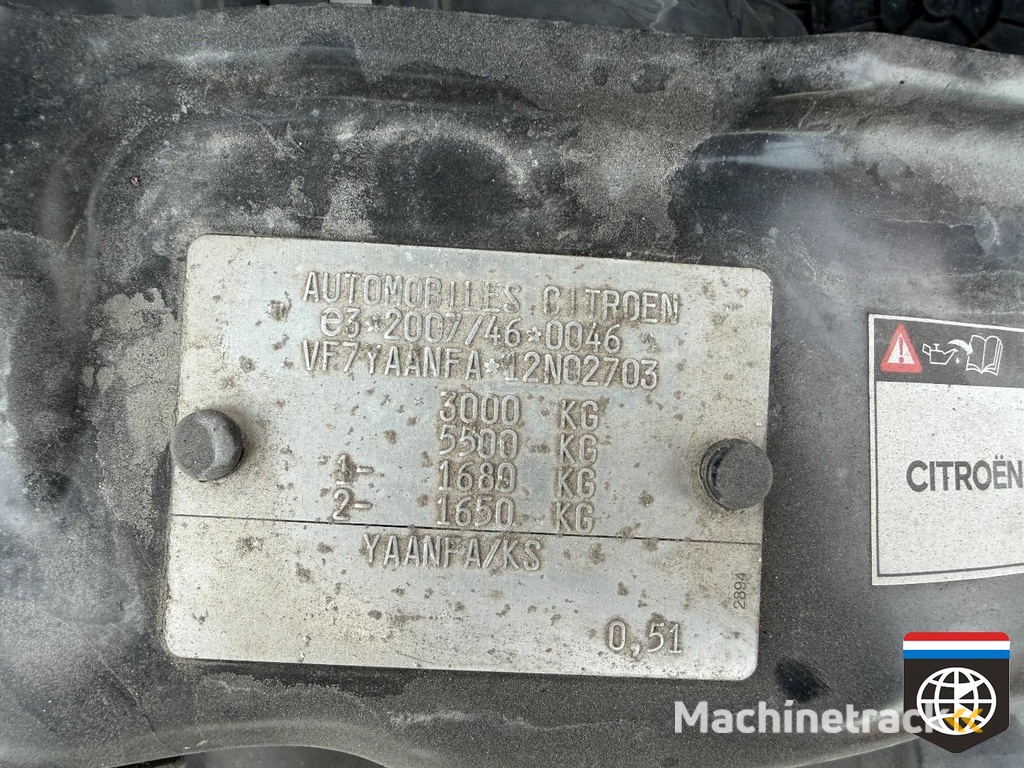 AUTOMOBILES CITROEN
e3*2007/46*0046
VF7YAANFA*12N02703
3000 KG
5500 KG
1- 1689 KG
2- 1650 KG
YAANFA/KS
0,51
2894
CITROËN
Machinetrack